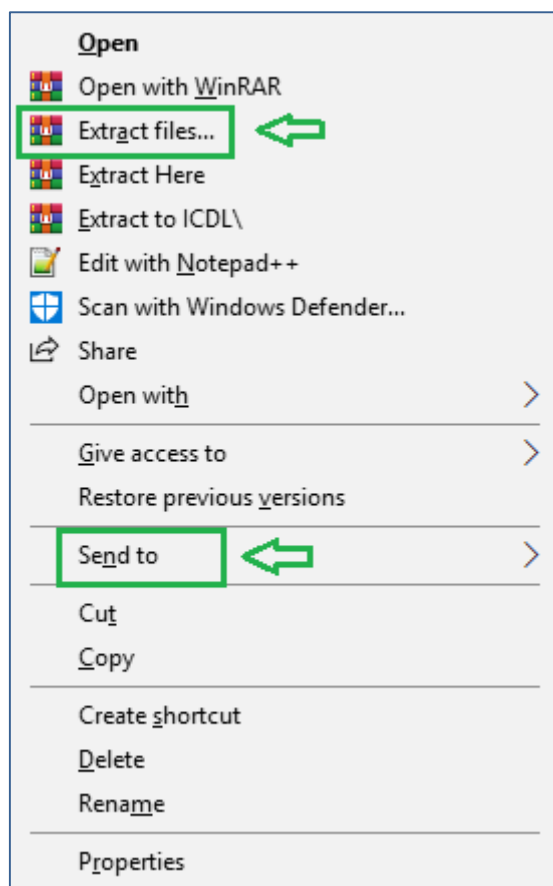 Open
Open with WinRAR
Extract files...
Extract Here
Extract to ICDL\
Edit with Notepad++
Scan with Windows Defender...
Share
Open with
Give access to
Restore previous versions
Send to
Cut
Copy
Create shortcut
Delete
Rename
Properties